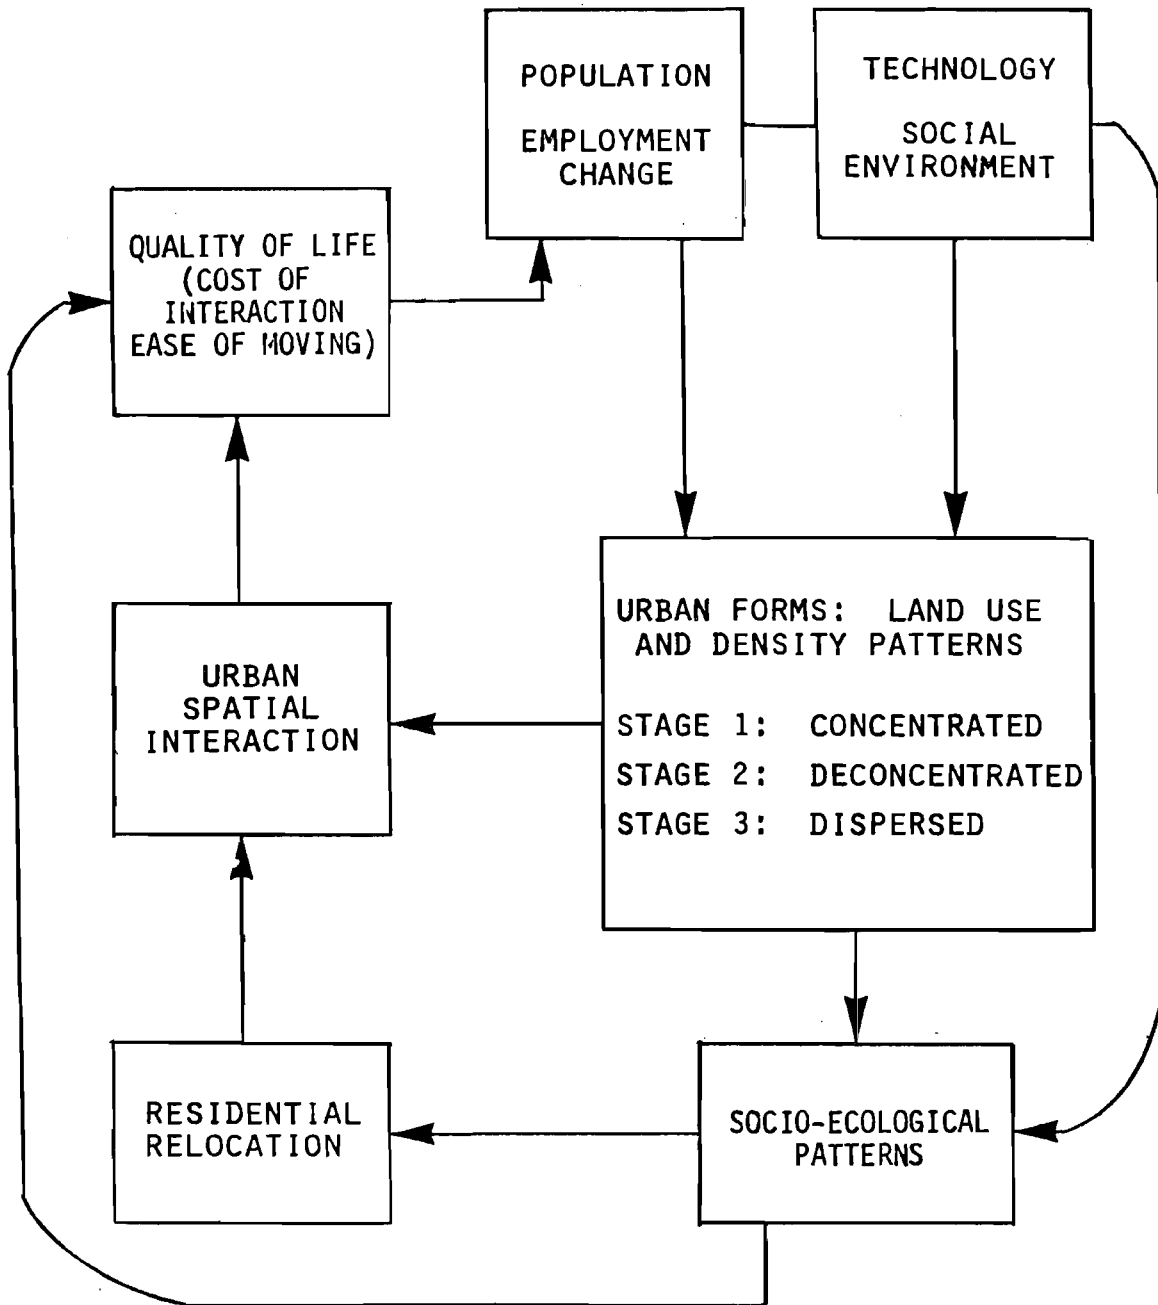 POPULATION
EMPLOYMENT
CHANGE
TECHNOLOGY
SOCIAL
ENVIRONMENT
QUALITY OF LIFE
(COST OF
INTERACTION
EASE OF MOVING)
URBAN FORMS: LAND USE
AND DENSITY PATTERNS
STAGE 1: CONCENTRATED
STAGE 2: DECONCENTRATED
STAGE 3: DISPERSED
URBAN
SPATIAL
INTERACTION
RESIDENTIAL
RELOCATION
SOCIO-ECOLOGICAL
PATTERNS